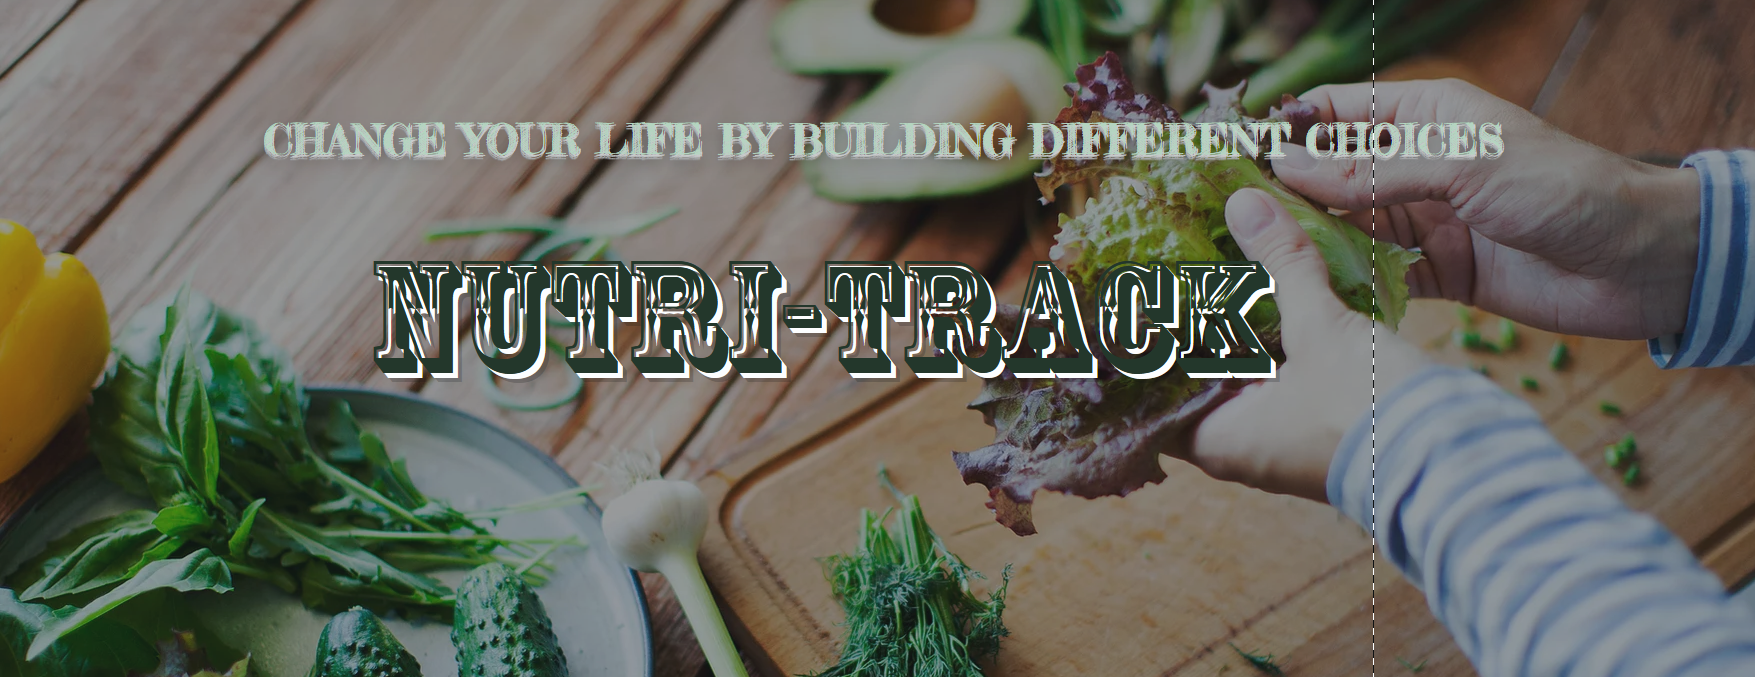 CHANGE YOUR LIFE BY BUILDING DIFFERENT CHOICES
NUTRI-TRACK